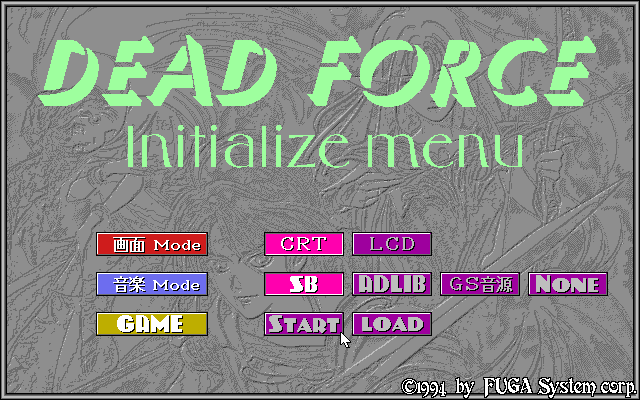 DEAD FORCE
Initialize menu
画面 Mode CRT LCD
音楽 Mode SB ADLIB GS音源 NONE
GAME START LOAD
©1994 by FUGA System corp.